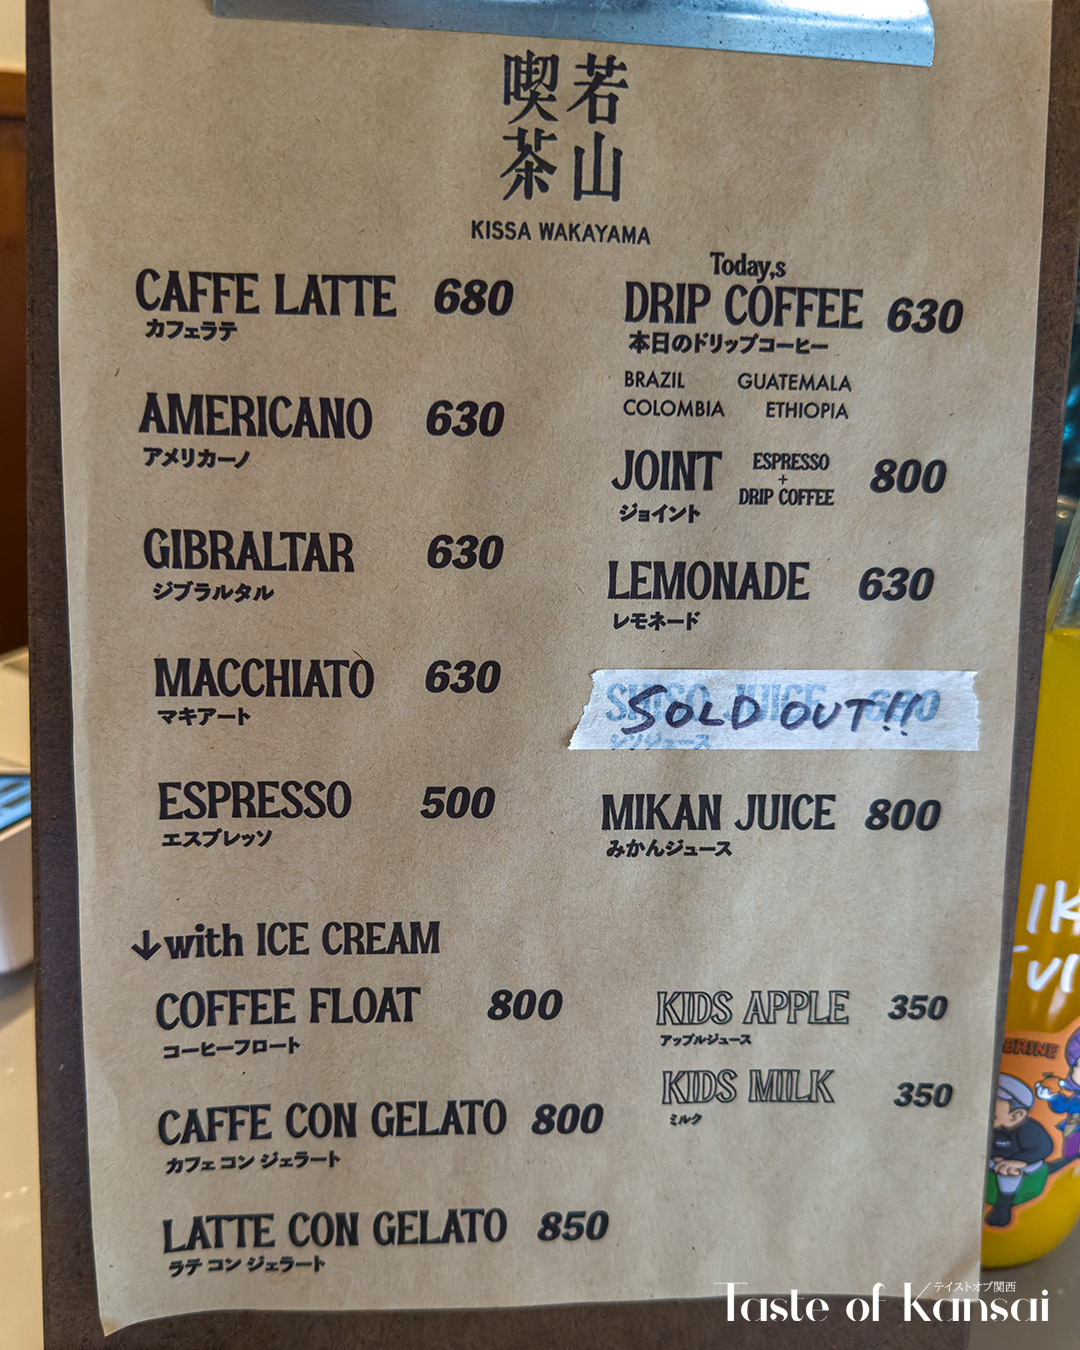 若山
喫茶
KISSA WAKAYAMA
CAFFE LATTE 680
カフェラテ
AMERICANO 630
アメリカーノ
GIBRALTAR 630
ジブラルタル
MACCHIATO 630
マキアート
ESPRESSO 500
エスプレッソ
↓with ICE CREAM
COFFEE FLOAT 800
コーヒーフロート
CAFFE CON GELATO 800
カフェ コン ジェラート
LATTE CON GELATO 850
ラテ コン ジェラート
Today,s
DRIP COFFEE 630
本日のドリップコーヒー
BRAZIL GUATEMALA
COLOMBIA ETHIOPIA
JOINT ESPRESSO + DRIP COFFEE 800
ジョイント
LEMONADE 630
レモネード
SHISO JUICE
SOLD OUT!!
シソジュース
MIKAN JUICE 800
みかんジュース
KIDS APPLE 350
アップルジュース
KIDS MILK 350
ミルク
テイストオブ関西
Taste of Kansai